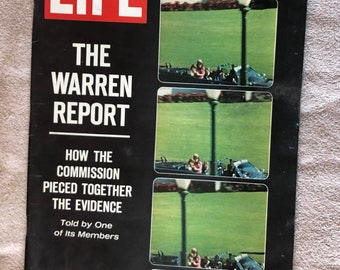 LIFE
THE
WARREN
REPORT
HOW THE
COMMISSION
PIECED TOGETHER
THE EVIDENCE
Told by One
of Its Members